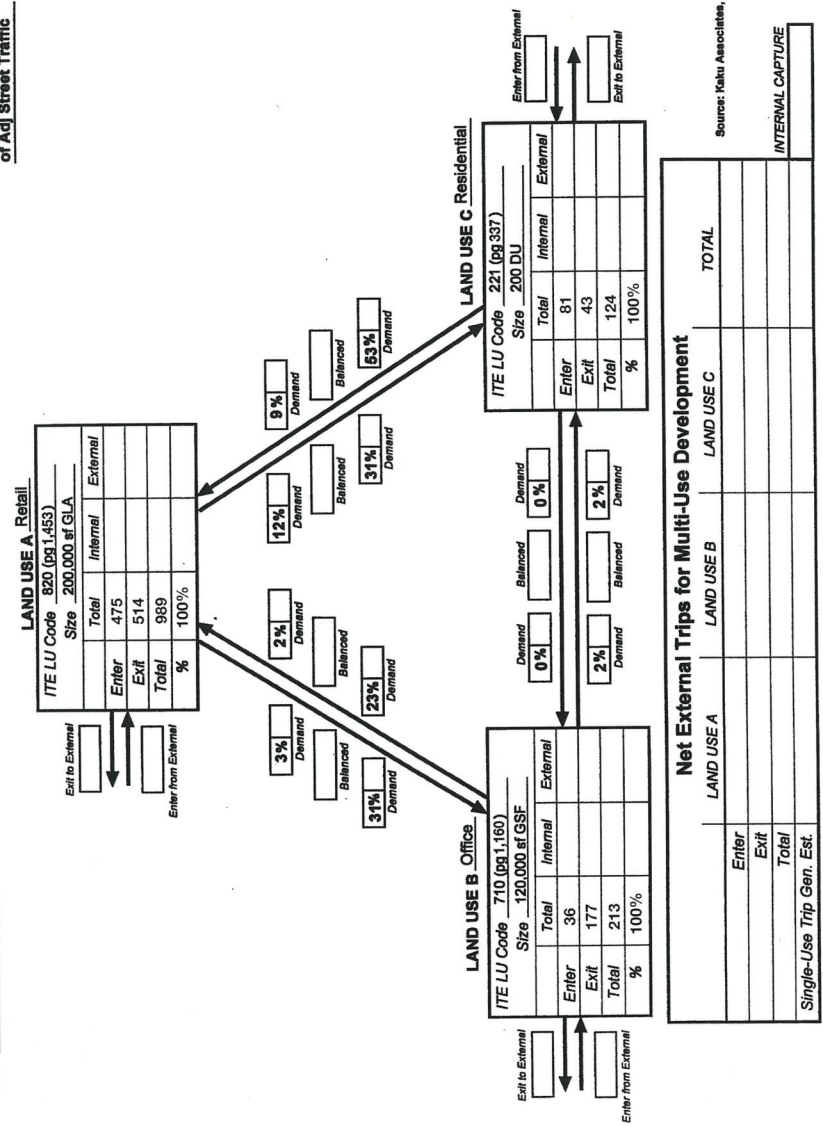 of Adj Street Traffic
LAND USE A Retail
ITE LU Code 820 (pg 1,453)
Size 200,000 sf GLA
Total Internal External
Enter 475
Exit 514
Total 989
% 100%
Exit to External
Enter from External
3%
Demand
2%
Demand
Balanced
Balanced
31%
Demand
23%
Demand
12%
Demand
9%
Demand
Balanced
Balanced
31%
Demand
53%
Demand
LAND USE B Office
ITE LU Code 710 (pg 1,160)
Size 120,000 sf GSF
Total Internal External
Enter 36
Exit 177
Total 213
% 100%
Exit to External
Enter from External
Demand Balanced Demand
0% 0%
2% 2%
Demand Balanced Demand
LAND USE C Residential
ITE LU Code 221 (pg 337)
Size 200 DU
Total Internal External
Enter 81
Exit 43
Total 124
% 100%
Enter from External
Exit to External
Net External Trips for Multi-Use Development
LAND USE A LAND USE B LAND USE C TOTAL
Enter
Exit
Total
Single-Use Trip Gen. Est.
Source: Kaku Associates,
INTERNAL CAPTURE